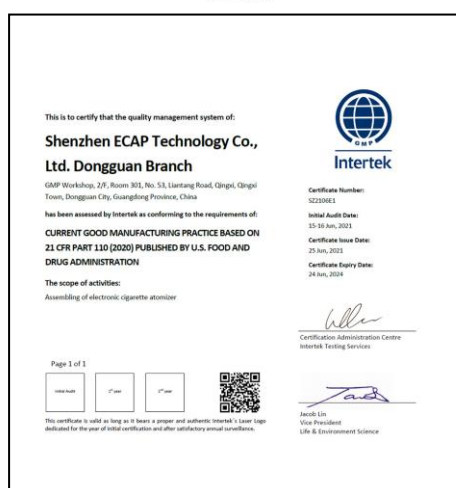 This is to certify that the quality management system of:
Shenzhen ECAP Technology Co.,
Ltd. Dongguan Branch
GMP Workshop, 2/F, Room 301, No. 53, Liantang Road, Qingxi, Qingxi
Town, Dongguan City, Guangdong Province, China
has been assessed by Intertek as conforming to the requirements of:
CURRENT GOOD MANUFACTURING PRACTICE BASED ON
21 CFR PART 110 (2020) PUBLISHED BY U.S. FOOD AND
DRUG ADMINISTRATION
The scope of activities:
Assembling of electronic cigarette atomizer
GMP
Intertek
Certificate Number:
SZ2106E1
Initial Audit Date:
15-16 Jun, 2021
Certificate Issue Date:
25 Jun, 2021
Certificate Expiry Date:
24 Jun, 2024
Certification Administration Centre
Intertek Testing Services
Page 1 of 1
Initial Audit
1st year
2nd year
This certificate is valid as long as it bears a proper and authentic Intertek's Laser Logo
dedicated for the year of initial certification and after satisfactory annual surveillance.
Jacob Lin
Vice President
Life & Environment Science